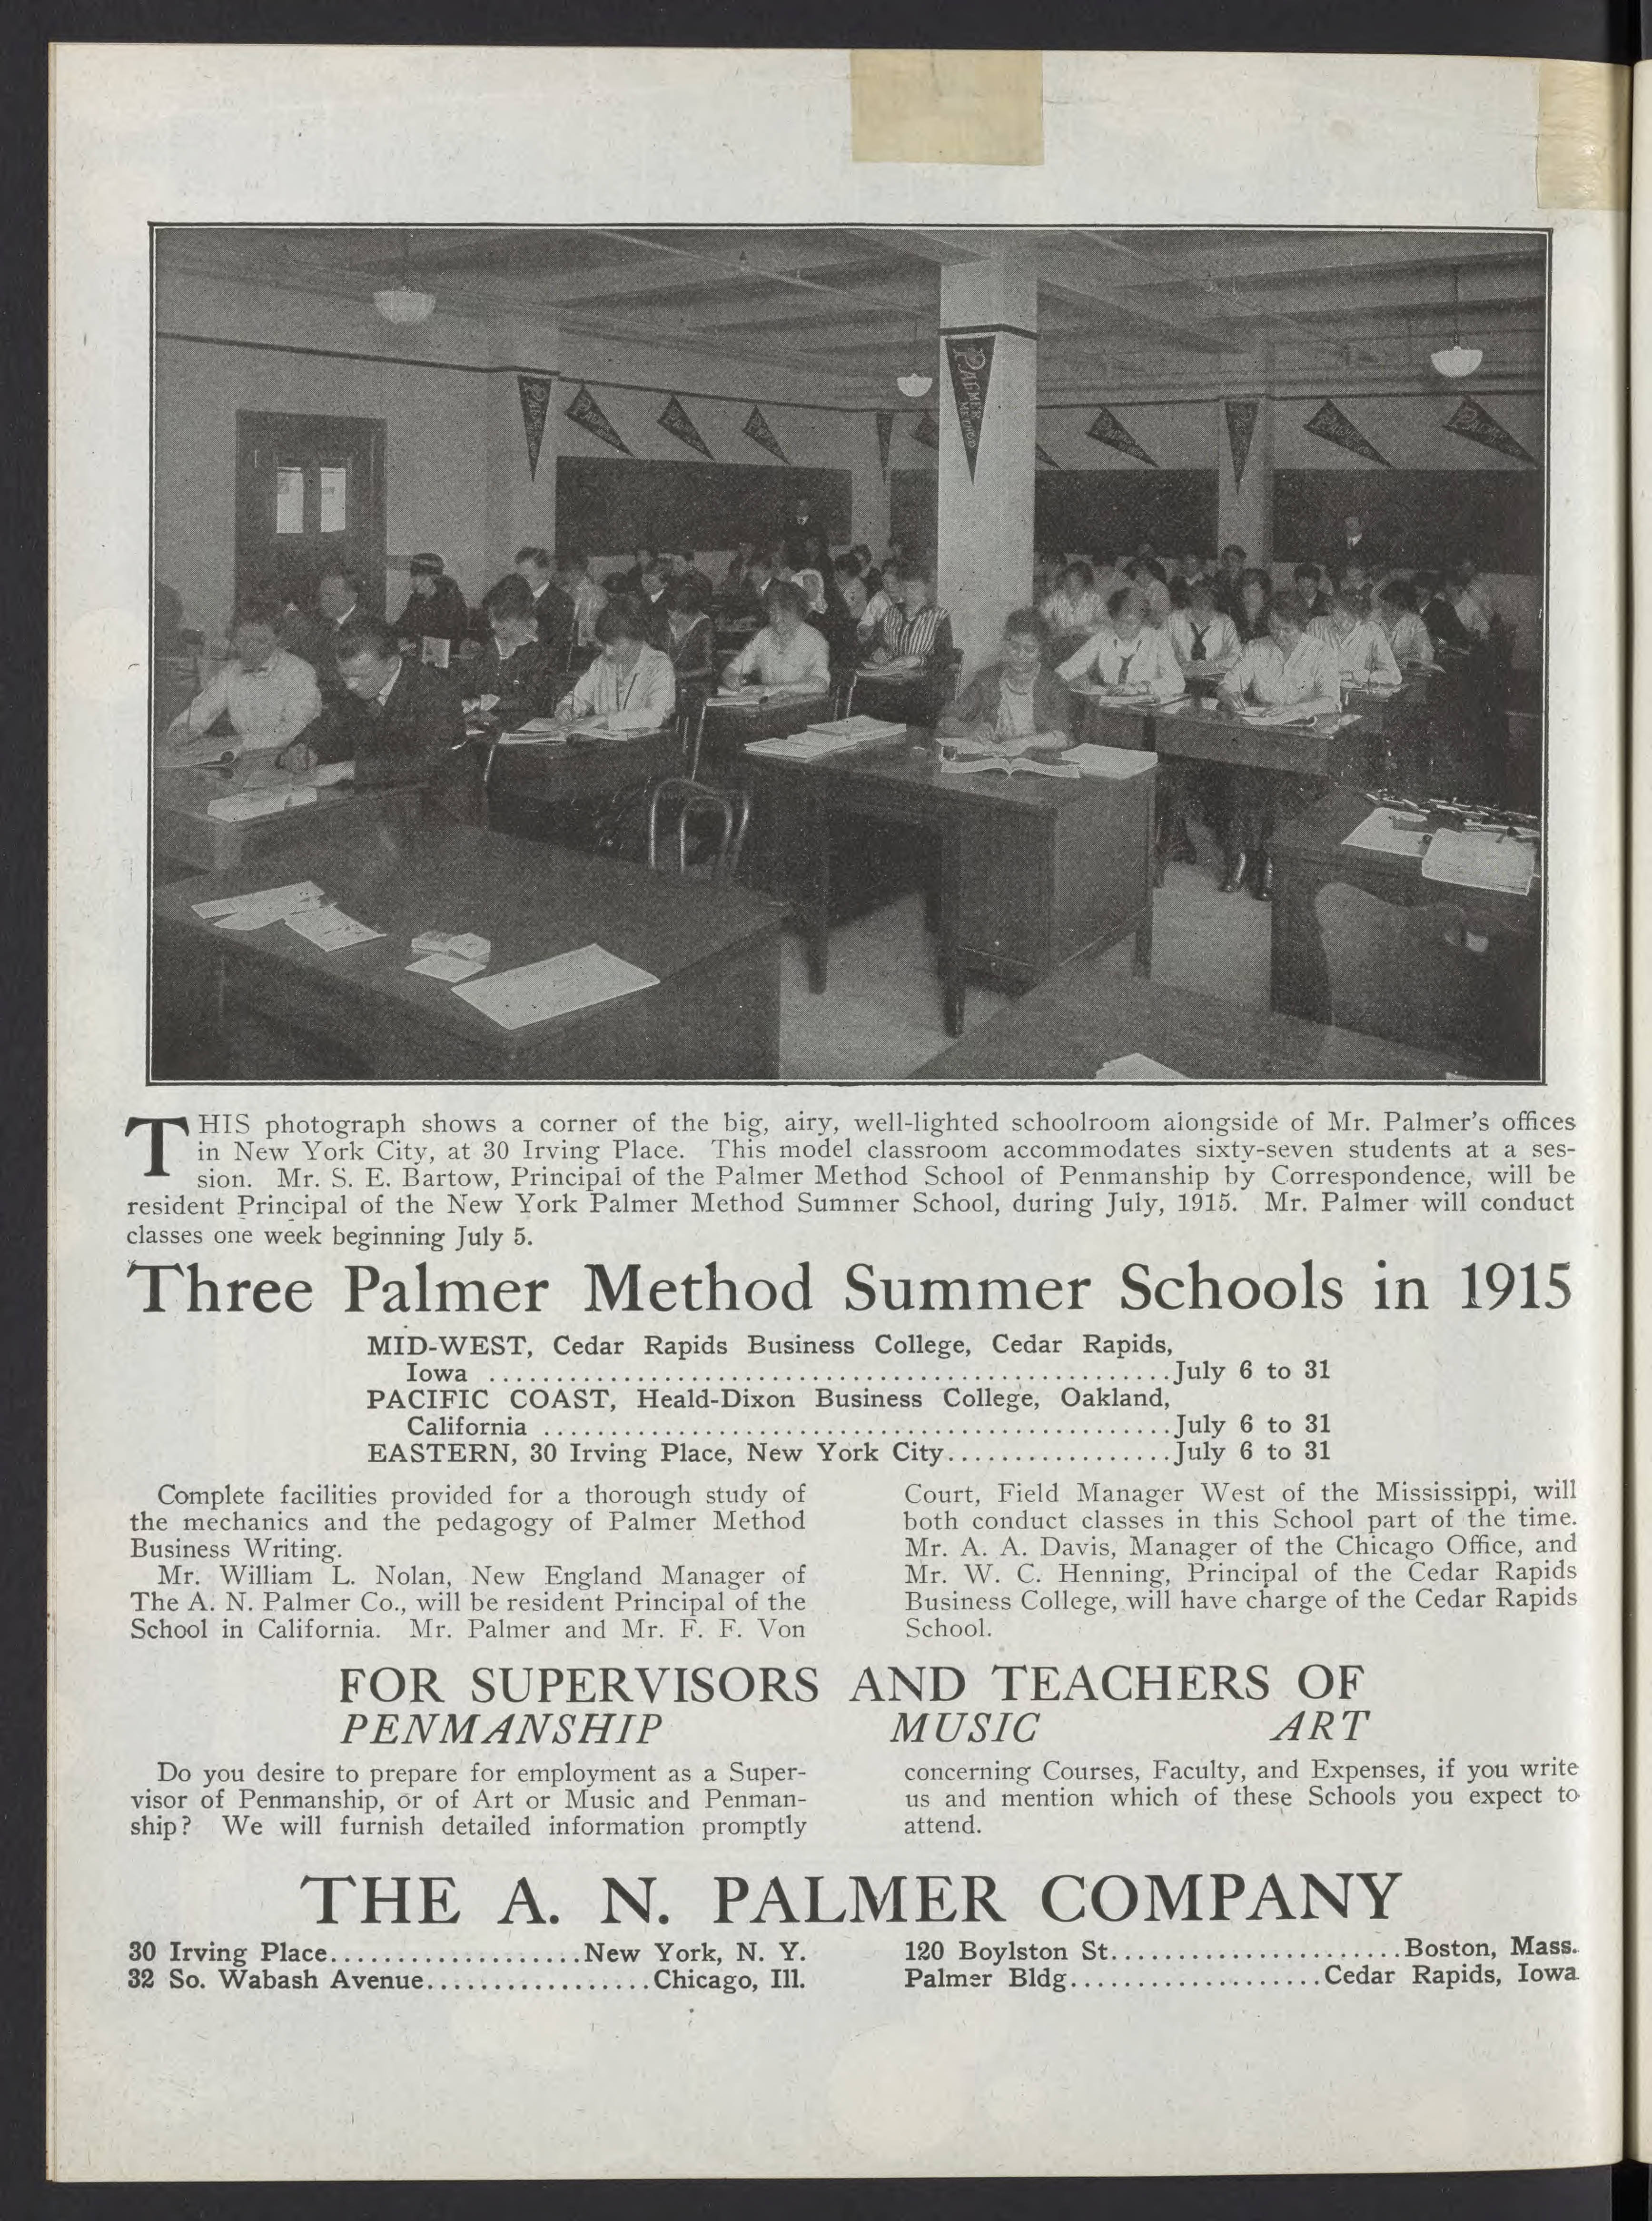 PALMER METHOD
THIS photograph shows a corner of the big, airy, well-lighted schoolroom alongside of Mr. Palmer's offices
in New York City, at 30 Irving Place. This model classroom accommodates sixty-seven students at a ses-
sion. Mr. S. E. Bartow, Principal of the Palmer Method School of Penmanship by Correspondence, will be
resident Principal of the New York Palmer Method Summer School, during July, 1915. Mr. Palmer will conduct
classes one week beginning July 5.
Three Palmer Method Summer Schools in 1915
MID-WEST, Cedar Rapids Business College, Cedar Rapids,
Iowa ..................................................July 6 to 31
PACIFIC COAST, Heald-Dixon Business College, Oakland,
California ..............................................July 6 to 31
EASTERN, 30 Irving Place, New York City.................July 6 to 31
Complete facilities provided for a thorough study of
the mechanics and the pedagogy of Palmer Method
Business Writing.
Mr. William L. Nolan, New England Manager of
The A. N. Palmer Co., will be resident Principal of the
School in California. Mr. Palmer and Mr. F. F. Von
Court, Field Manager West of the Mississippi, will
both conduct classes in this School part of the time.
Mr. A. A. Davis, Manager of the Chicago Office, and
Mr. W. C. Henning, Principal of the Cedar Rapids
Business College, will have charge of the Cedar Rapids
School.
FOR SUPERVISORS AND TEACHERS OF
PENMANSHIP MUSIC ART
Do you desire to prepare for employment as a Super-
visor of Penmanship, or of Art or Music and Penman-
ship? We will furnish detailed information promptly
concerning Courses, Faculty, and Expenses, if you write
us and mention which of these Schools you expect to
attend.
THE A. N. PALMER COMPANY
30 Irving Place...................New York, N. Y.
32 So. Wabash Avenue.................Chicago, Ill.
120 Boylston St......................Boston, Mass.
Palmer Bldg...................Cedar Rapids, Iowa